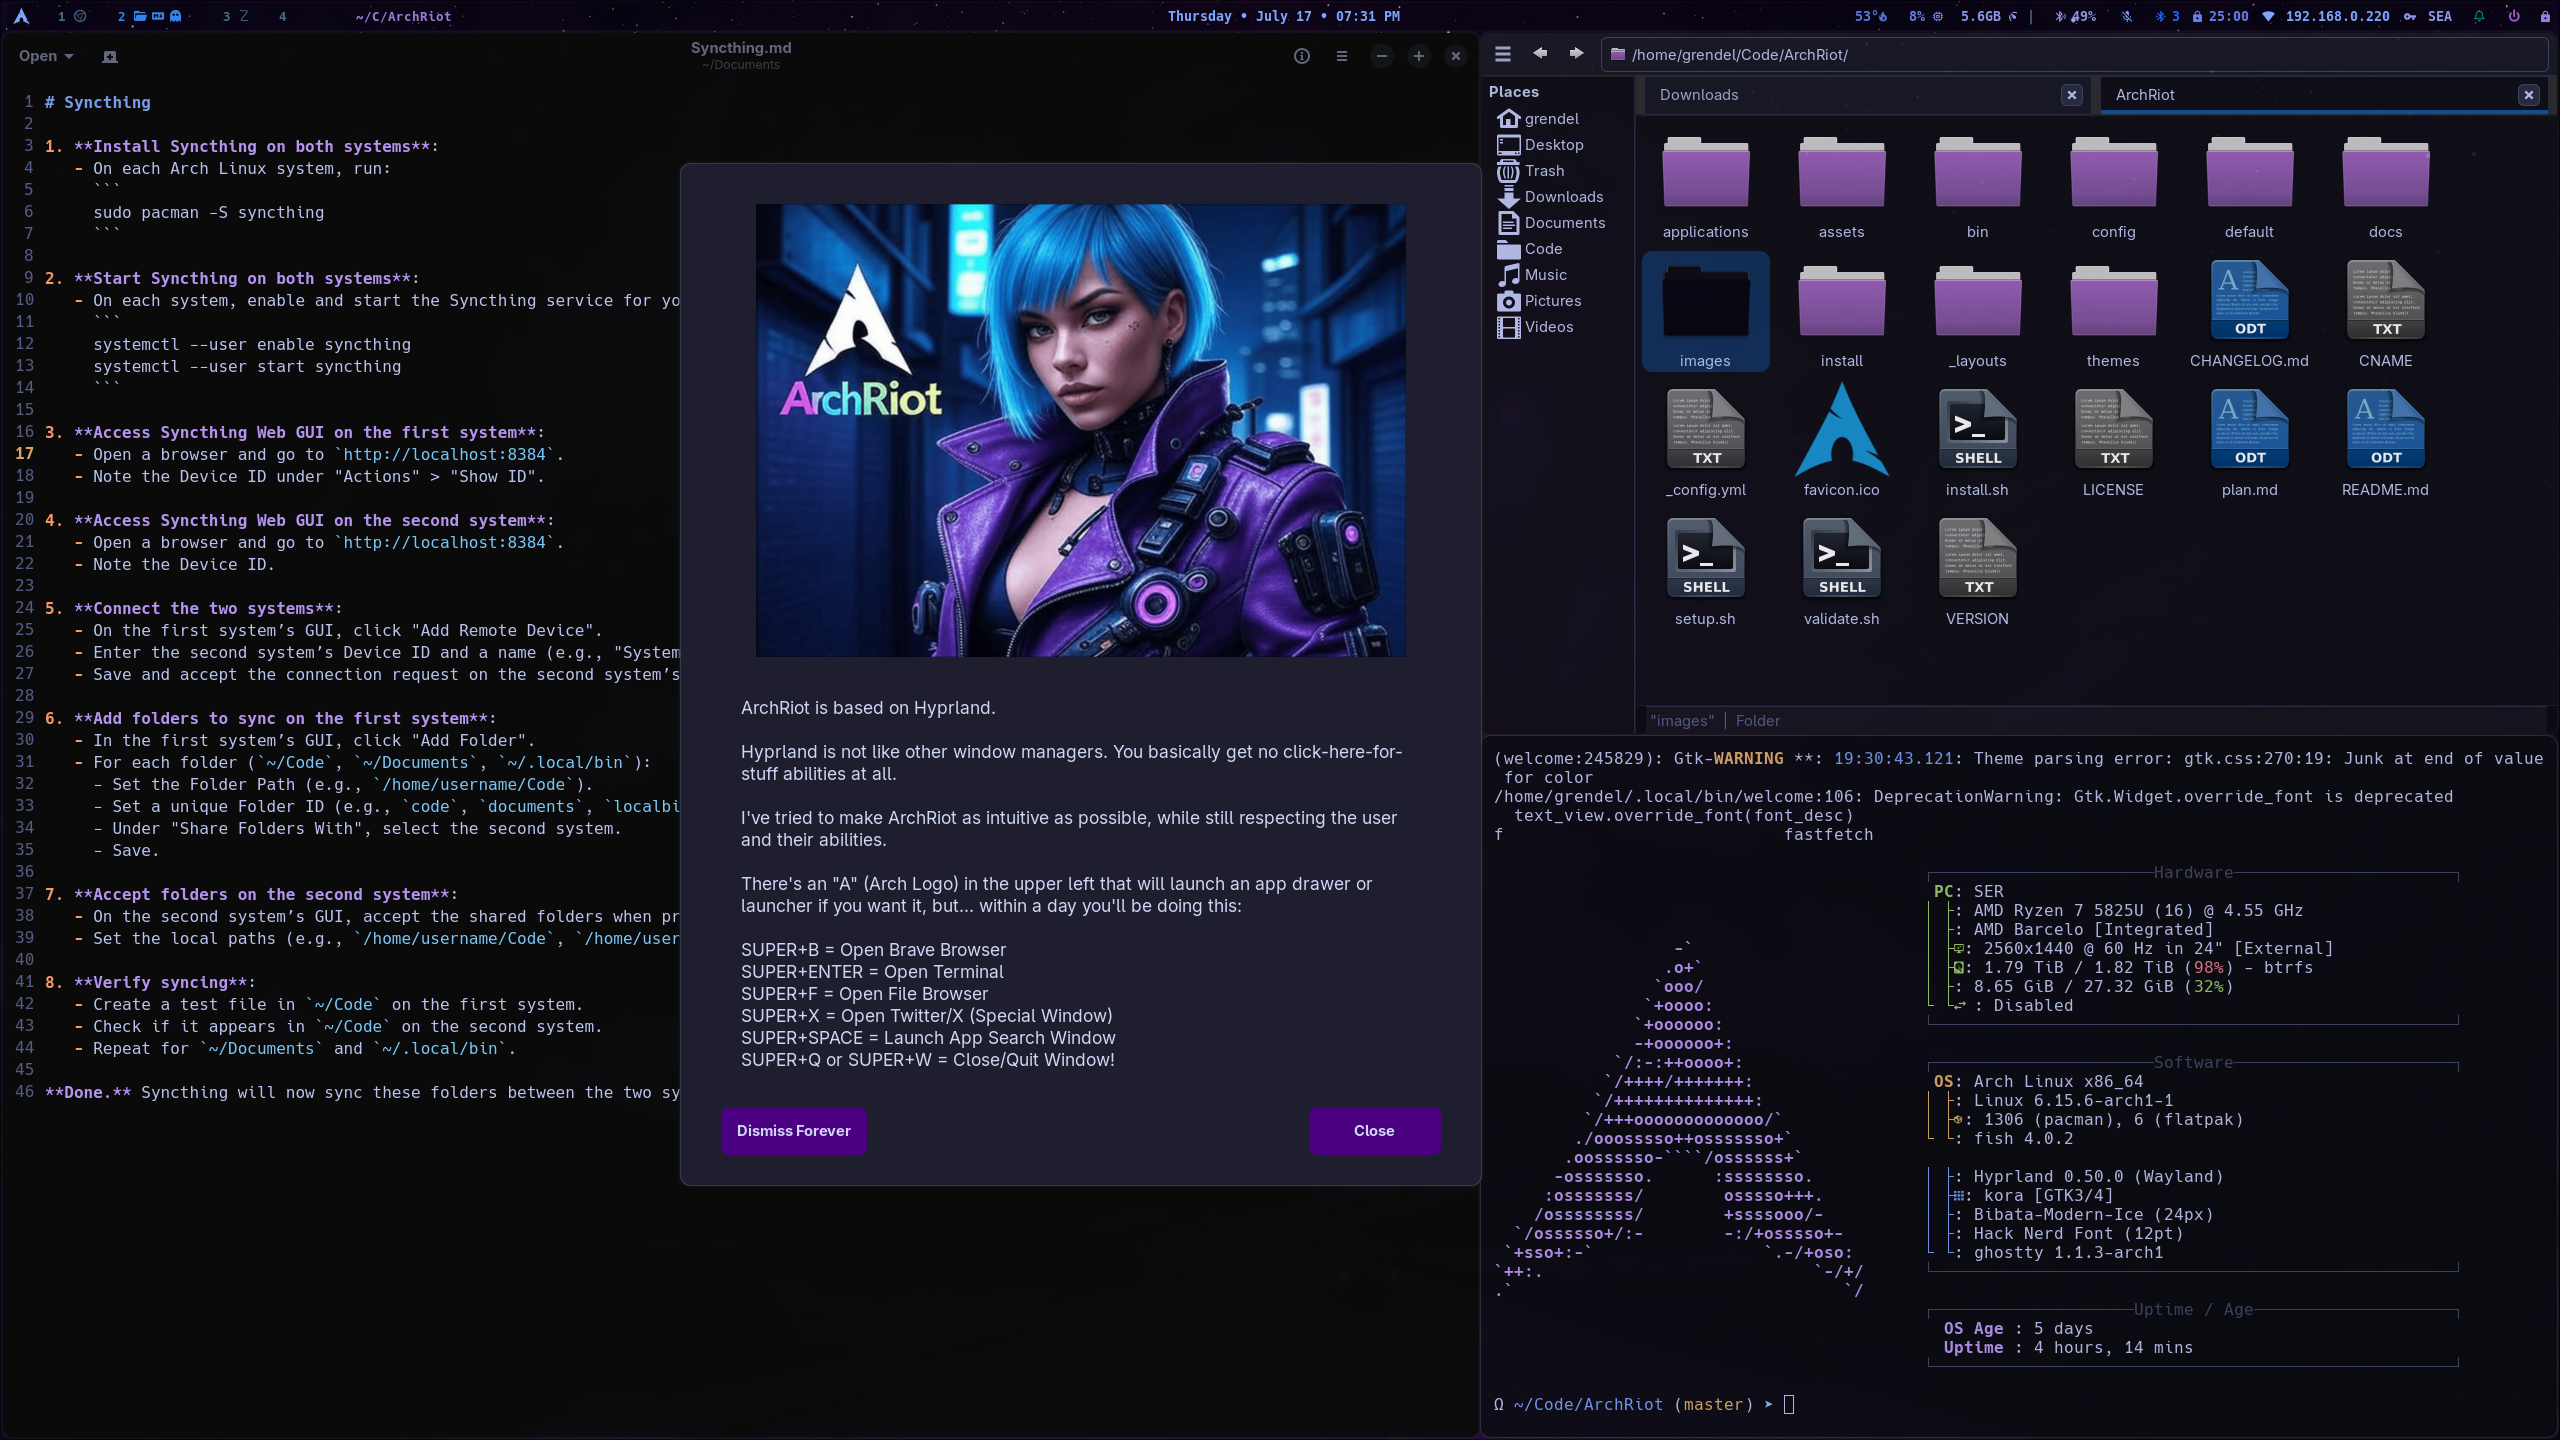 1 2 3 4 ~/C/ArchRiot Thursday • July 17 • 07:31 PM 53° 8% 5.6GB | 49% 3 25:00 192.168.0.220 SEA
Open Syncthing.md
~/Documents
1 # Syncthing
2
3 1. **Install Syncthing on both systems**:
4 - On each Arch Linux system, run:
5 ```
6 sudo pacman -S syncthing
7 ```
8
9 2. **Start Syncthing on both systems**:
10 - On each system, enable and start the Syncthing service for yo
11 ```
12 systemctl --user enable syncthing
13 systemctl --user start syncthing
14 ```
15
16 3. **Access Syncthing Web GUI on the first system**:
17 - Open a browser and go to `http://localhost:8384`.
18 - Note the Device ID under "Actions" > "Show ID".
19
20 4. **Access Syncthing Web GUI on the second system**:
21 - Open a browser and go to `http://localhost:8384`.
22 - Note the Device ID.
23
24 5. **Connect the two systems**:
25 - On the first system’s GUI, click "Add Remote Device".
26 - Enter the second system’s Device ID and a name (e.g., "System
27 - Save and accept the connection request on the second system’s
28
29 6. **Add folders to sync on the first system**:
30 - In the first system’s GUI, click "Add Folder".
31 - For each folder (`~/Code`, `~/Documents`, `~/.local/bin`):
32 - Set the Folder Path (e.g., `/home/username/Code`).
33 - Set a unique Folder ID (e.g., `code`, `documents`, `localbi
34 - Under "Share Folders With", select the second system.
35 - Save.
36
37 7. **Accept folders on the second system**:
38 - On the second system’s GUI, accept the shared folders when pr
39 - Set the local paths (e.g., `/home/username/Code`, `/home/user
40
41 8. **Verify syncing**:
42 - Create a test file in `~/Code` on the first system.
43 - Check if it appears in `~/Code` on the second system.
44 - Repeat for `~/Documents` and `~/.local/bin`.
45
46 **Done.** Syncthing will now sync these folders between the two sy
ArchRiot
ArchRiot is based on Hyprland.
Hyprland is not like other window managers. You basically get no click-here-for-
stuff abilities at all.
I've tried to make ArchRiot as intuitive as possible, while still respecting the user
and their abilities.
There's an "A" (Arch Logo) in the upper left that will launch an app drawer or
launcher if you want it, but... within a day you'll be doing this:
SUPER+B = Open Brave Browser
SUPER+ENTER = Open Terminal
SUPER+F = Open File Browser
SUPER+X = Open Twitter/X (Special Window)
SUPER+SPACE = Launch App Search Window
SUPER+Q or SUPER+W = Close/Quit Window!
Dismiss Forever Close
/home/grendel/Code/ArchRiot/
Places
grendel
Desktop
Trash
Downloads
Documents
Code
Music
Pictures
Videos
Downloads ArchRiot
applications assets bin config default docs
ODT TXT
images install _layouts themes CHANGELOG.md CNAME
TXT >_ SHELL TXT ODT ODT
_config.yml favicon.ico install.sh LICENSE plan.md README.md
>_ SHELL >_ SHELL TXT
setup.sh validate.sh VERSION
"images" | Folder
(welcome:245829): Gtk-WARNING **: 19:30:43.121: Theme parsing error: gtk.css:270:19: Junk at end of value
for color
/home/grendel/.local/bin/welcome:106: DeprecationWarning: Gtk.Widget.override_font is deprecated
text_view.override_font(font_desc)
f fastfetch
Hardware
PC: SER
: AMD Ryzen 7 5825U (16) @ 4.55 GHz
: AMD Barcelo [Integrated]
: 2560x1440 @ 60 Hz in 24" [External]
: 1.79 TiB / 1.82 TiB (98%) - btrfs
: 8.65 GiB / 27.32 GiB (32%)
: Disabled
Software
OS: Arch Linux x86_64
: Linux 6.15.6-arch1-1
: 1306 (pacman), 6 (flatpak)
: fish 4.0.2
: Hyprland 0.50.0 (Wayland)
: kora [GTK3/4]
: Bibata-Modern-Ice (24px)
: Hack Nerd Font (12pt)
: ghostty 1.1.3-arch1
Uptime / Age
OS Age : 5 days
Uptime : 4 hours, 14 mins
Ω ~/Code/ArchRiot (master) ➤